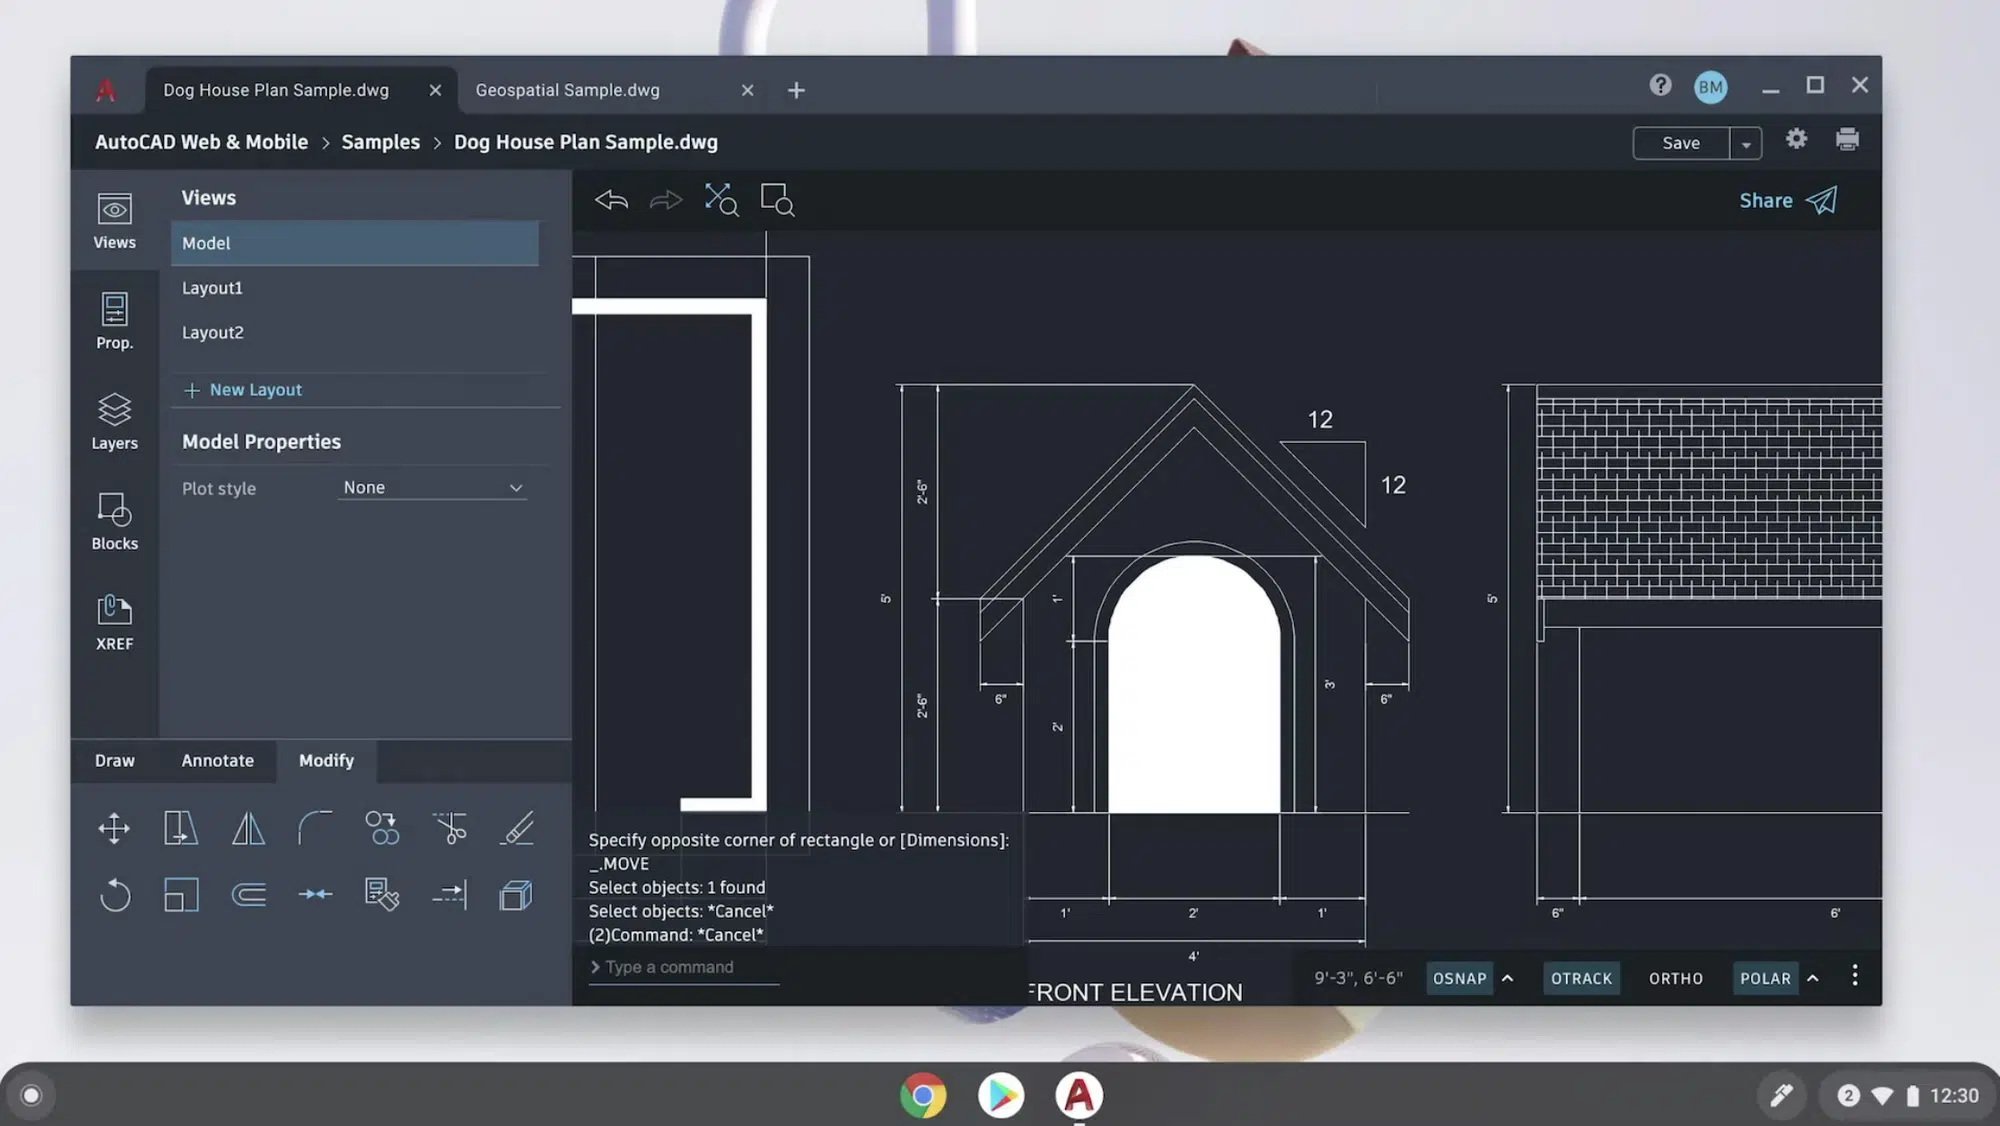 Dog House Plan Sample.dwg
Geospatial Sample.dwg
BM
AutoCAD Web & Mobile > Samples > Dog House Plan Sample.dwg
Save
Views
Prop.
Layers
Blocks
XREF
Views
Model
Layout1
Layout2
+ New Layout
Model Properties
Plot style None
Share
12
12
2'-6"
5'
2'-6"
6"
1'
2'
3'
6"
1' 2' 1'
4'
FRONT ELEVATION
5'
6" 6'
Draw Annotate Modify
Specify opposite corner of rectangle or [Dimensions]:
_.MOVE
Select objects: 1 found
Select objects: *Cancel*
(2)Command: *Cancel*
Type a command
9'-3", 6'-6" OSNAP OTRACK ORTHO POLAR
2 12:30